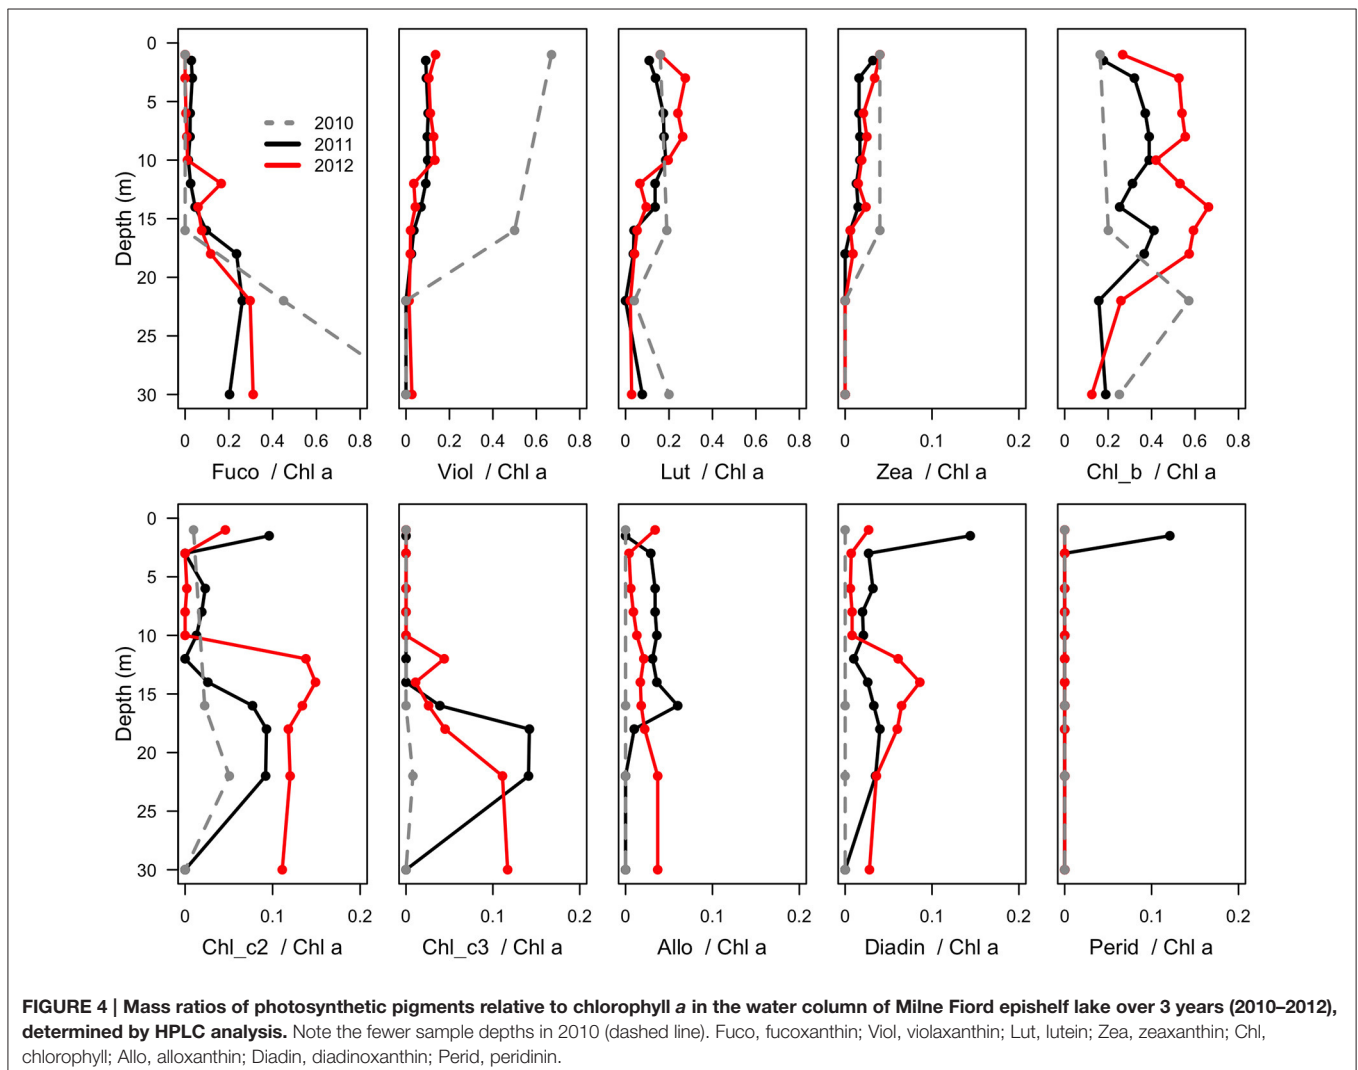 0
5
10
15
20
25
30
Depth (m)
2010
2011
2012
0 0.2 0.4 0.6 0.8
Fuco / Chl a
0 0.2 0.4 0.6 0.8
Viol / Chl a
0 0.2 0.4 0.6 0.8
Lut / Chl a
0 0.1 0.2
Zea / Chl a
0 0.2 0.4 0.6 0.8
Chl_b / Chl a
0
5
10
15
20
25
30
Depth (m)
0 0.1 0.2
Chl_c2 / Chl a
0 0.1 0.2
Chl_c3 / Chl a
0 0.1 0.2
Allo / Chl a
0 0.1 0.2
Diadin / Chl a
0 0.1 0.2
Perid / Chl a
FIGURE 4 | Mass ratios of photosynthetic pigments relative to chlorophyll a in the water column of Milne Fiord epishelf lake over 3 years (2010–2012),
determined by HPLC analysis. Note the fewer sample depths in 2010 (dashed line). Fuco, fucoxanthin; Viol, violaxanthin; Lut, lutein; Zea, zeaxanthin; Chl,
chlorophyll; Allo, alloxanthin; Diadin, diadinoxanthin; Perid, peridinin.